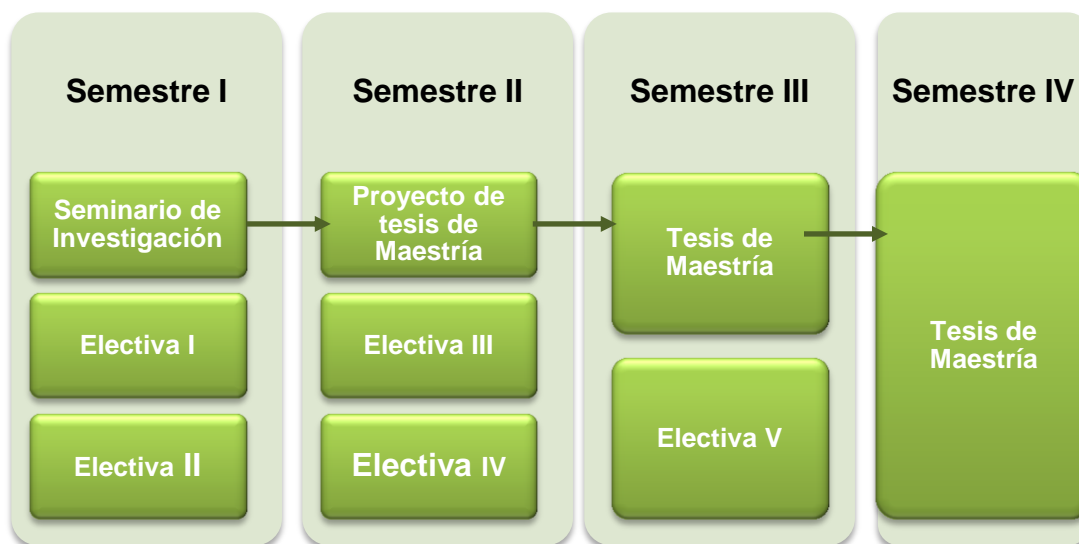 Semestre I
Seminario de
Investigación
Electiva I
Electiva II
Semestre II
Proyecto de
tesis de
Maestría
Electiva III
Electiva IV
Semestre III
Tesis de
Maestría
Electiva V
Semestre IV
Tesis de
Maestría